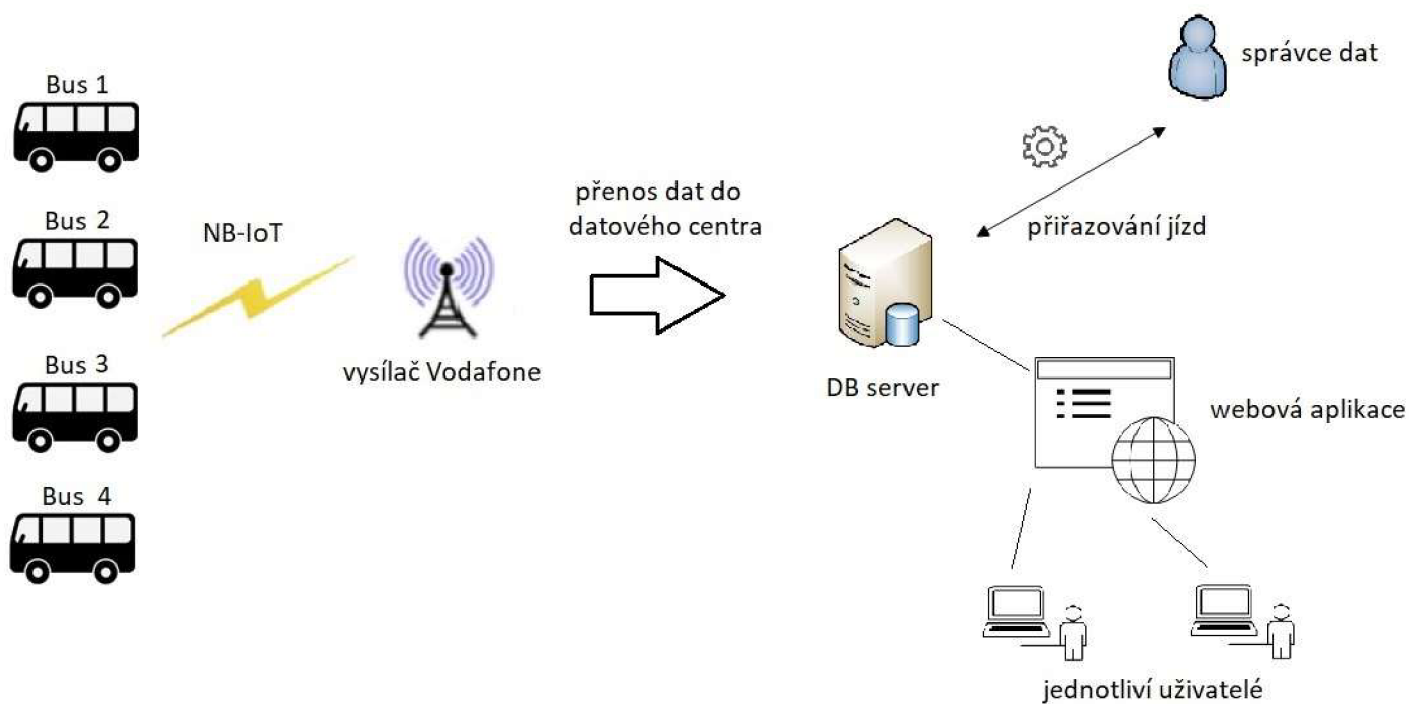 Bus 1
Bus 2
Bus 3
Bus 4
NB-IoT
vysílač Vodafone
přenos dat do
datového centra
DB server
správce dat
přiřazování jízd
webová aplikace
jednotliví uživatelé